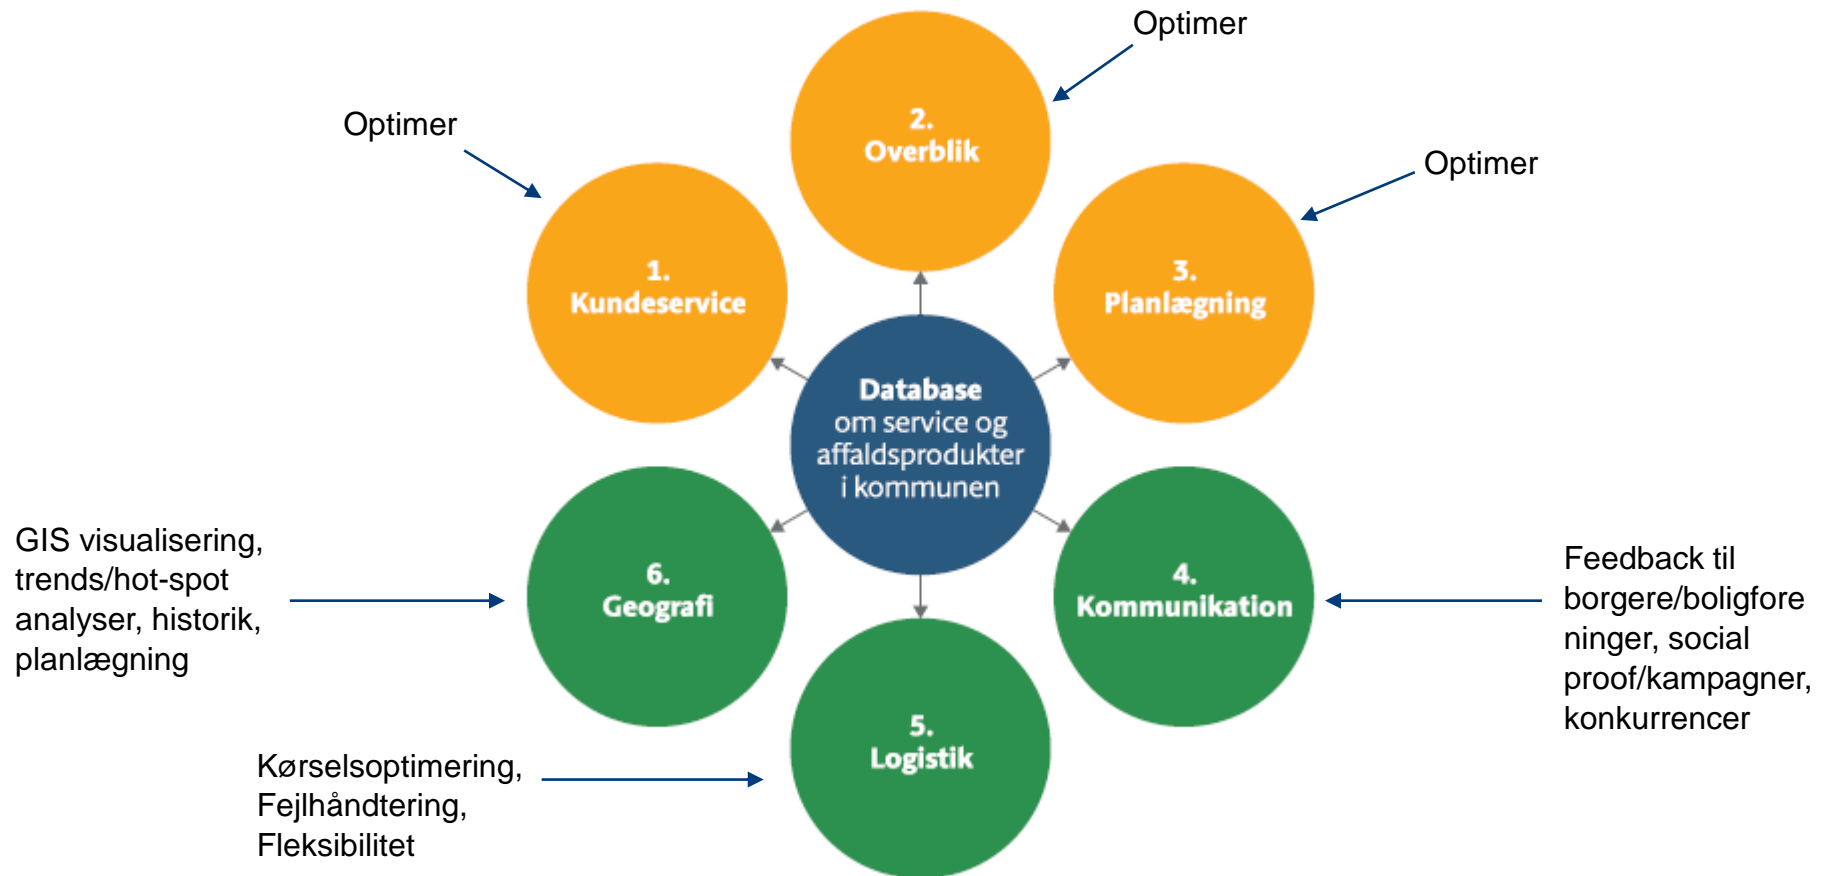 Optimer
Optimer
2.
Overblik
Optimer
1.
Kundeservice
3.
Planlægning
Database
om service og
affaldsprodukter
i kommunen
GIS visualisering,
trends/hot-spot
analyser, historik,
planlægning
6.
Geografi
4.
Kommunikation
Feedback til
borgere/boligfore
ninger, social
proof/kampagner,
konkurrencer
5.
Logistik
Kørselsoptimering,
Fejlhåndtering,
Fleksibilitet